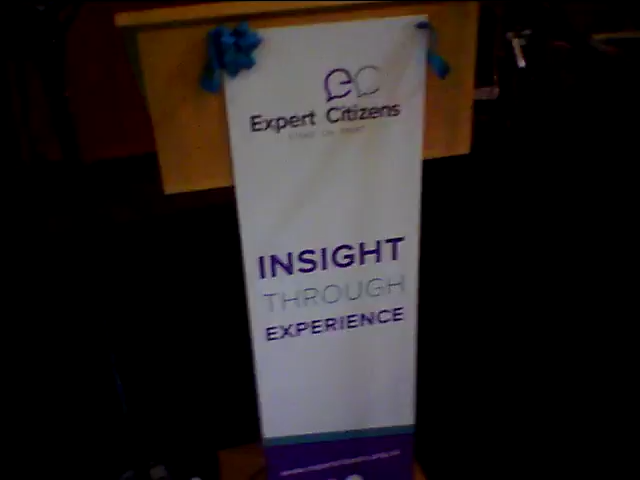 ec
Expert Citizens
INSIGHT
THROUGH
EXPERIENCE